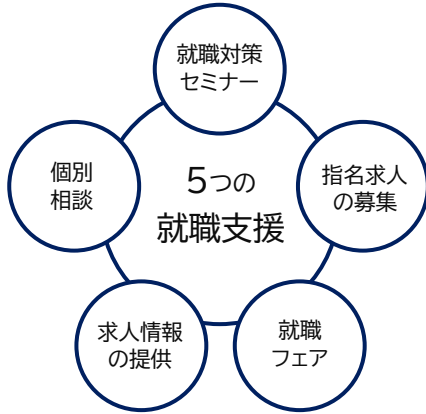 就職対策
セミナー
個別
相談
5つの
就職支援
指名求人
の募集
求人情報
の提供
就職
フェア